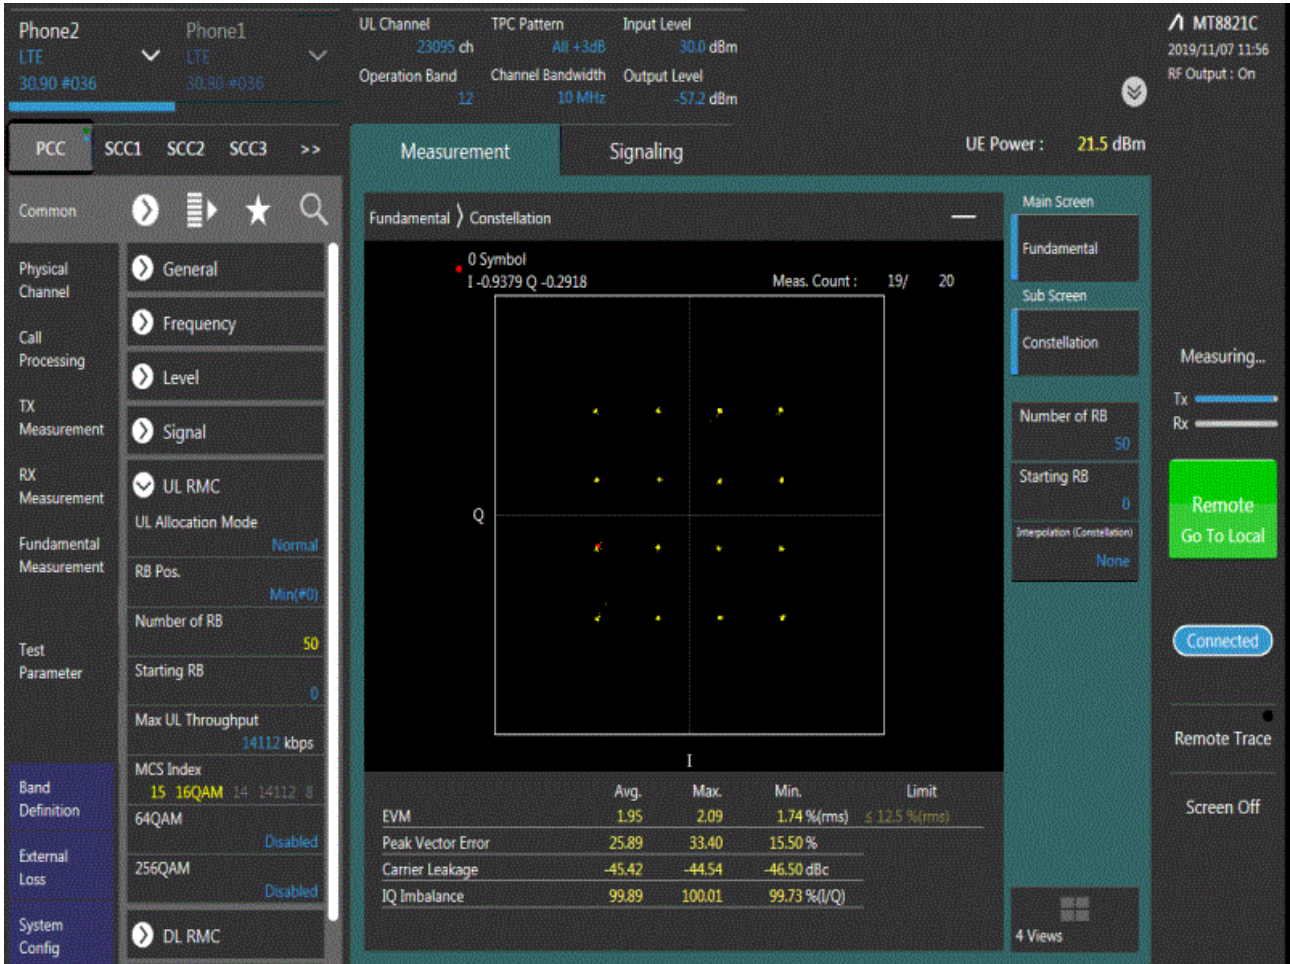 Phone2
LTE
30.90 #036
Phone1
LTE
30.90 #036
UL Channel
23095 ch
TPC Pattern
All +3dB
Input Level
30.0 dBm
Operation Band
12
Channel Bandwidth
10 MHz
Output Level
-57.2 dBm
MT8821C
2019/11/07 11:56
RF Output : On
PCC SCC1 SCC2 SCC3 >>
Measurement
Signaling
UE Power : 21.5 dBm
Common
Physical
Channel
Call
Processing
TX
Measurement
RX
Measurement
Fundamental
Measurement
Test
Parameter
Band
Definition
External
Loss
System
Config
General
Frequency
Level
Signal
UL RMC
UL Allocation Mode
Normal
RB Pos.
Min(#0)
Number of RB
50
Starting RB
0
Max UL Throughput
14112 kbps
MCS Index
15 16QAM 14 14112 8
64QAM
Disabled
256QAM
Disabled
DL RMC
Fundamental ⟩ Constellation
0 Symbol
I -0.9379 Q -0.2918
Meas. Count : 19/ 20
Q
I
Avg. Max. Min. Limit
EVM 1.95 2.09 1.74 %(rms) ≤ 12.5 %(rms)
Peak Vector Error 25.89 33.40 15.50 %
Carrier Leakage -45.42 -44.54 -46.50 dBc
IQ Imbalance 99.89 100.01 99.73 %(I/Q)
Main Screen
Fundamental
Sub Screen
Constellation
Number of RB
50
Starting RB
0
Interpolation (Constellation)
None
4 Views
Measuring...
Tx
Rx
Remote
Go To Local
Connected
Remote Trace
Screen Off